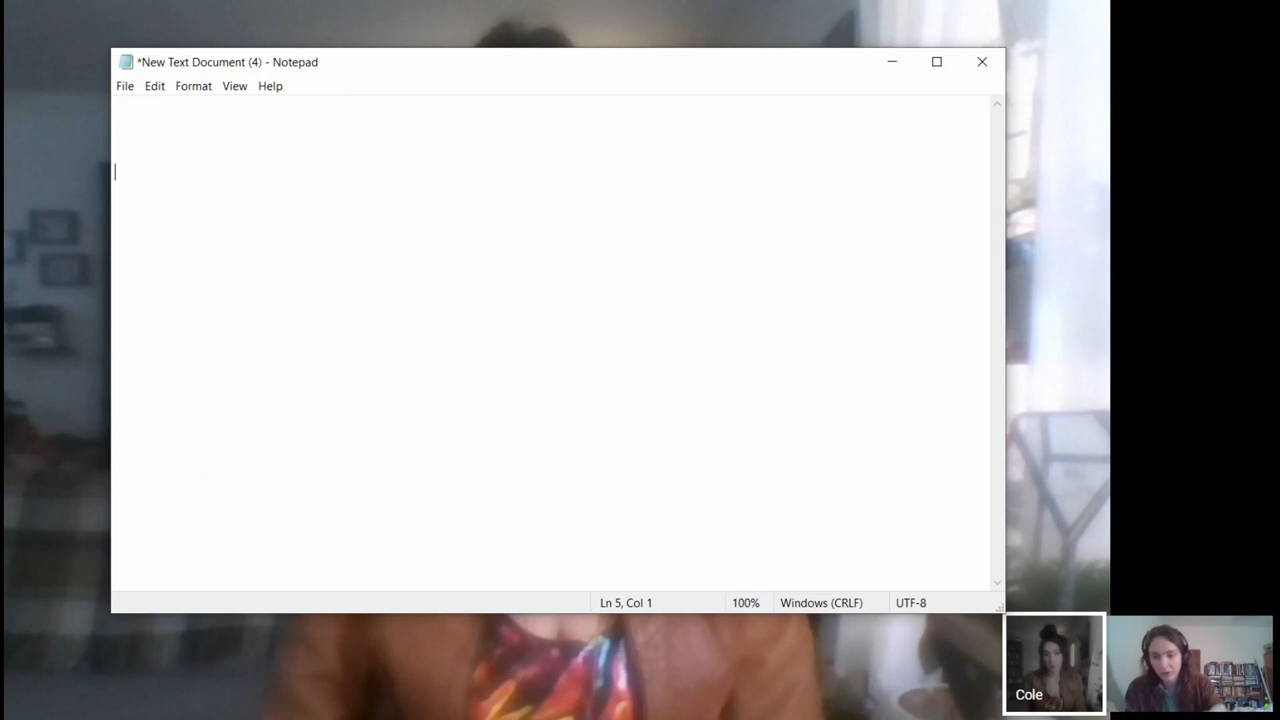 *New Text Document (4) - Notepad
File Edit Format View Help
Ln 5, Col 1 100% Windows (CRLF) UTF-8
Cole